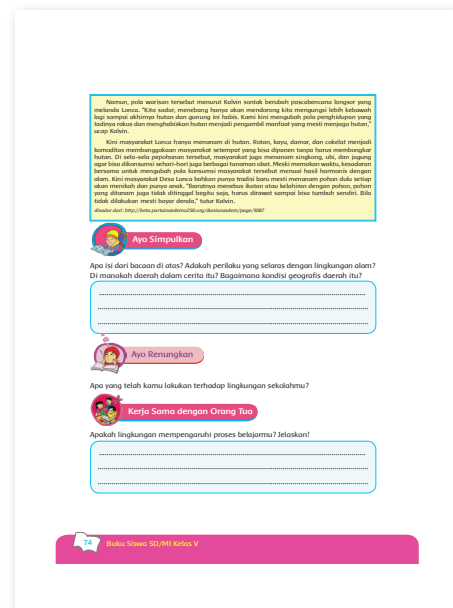 Namun, pola warisan tersebut menurut Kalvin sontak berubah pascabencana longsor yang
melanda Lonca. "Kita sadar, menebang hanya akan mendorong kita mengungsi lebih kebawah
lagi sampai akhirnya hutan dan gunung ini habis. Kami kini mengubah pola penghidupan yang
tadinya rakus dan menghabiskan hutan menjadi pengambil manfaat yang mesti menjaga hutan,"
ucap Kalvin.
Kini masyarakat Lonca hanya menanam di hutan. Rotan, kayu, damar, dan cokelat menjadi
komoditas membanggakaan masyarakat setempat yang bisa dipanen tanpa harus membongkar
hutan. Di sela-sela pepohonan tersebut, masyarakat juga menanam singkong, ubi, dan jagung
agar bisa dikonsumsi sehari-hari juga berbagai tanaman obat. Meski memakan waktu, kesadaran
bersama untuk mengubah pola konsumsi masyarakat tersebut menuai hasil harmonis dengan
alam. Kini masyarakat Desa Lonca bahkan punya tradisi baru mesti menanam pohon dulu setiap
akan menikah dan punya anak. "Ibaratnya menebus ikatan atau kelahiran dengan pohon, pohon
yang ditanam juga tidak ditinggal begitu saja, harus dirawat sampai bisa tumbuh sendiri. Bila
tidak dilakukan mesti bayar denda," tutur Kalvin.
disadur dari: http://beta.partainasdemo250.org/dunianasdem/page/3087
Ayo Simpulkan
Apa isi dari bacaan di atas? Adakah perilaku yang selaras dengan lingkungan alam?
Di manakah daerah dalam cerita itu? Bagaimana kondisi geografis daerah itu?
Ayo Renungkan
Apa yang telah kamu lakukan terhadap lingkungan sekolahmu?
Kerja Sama dengan Orang Tua
Apakah lingkungan mempengaruhi proses belajarmu? Jelaskan!
74 Buku Siswa SD/MI Kelas V